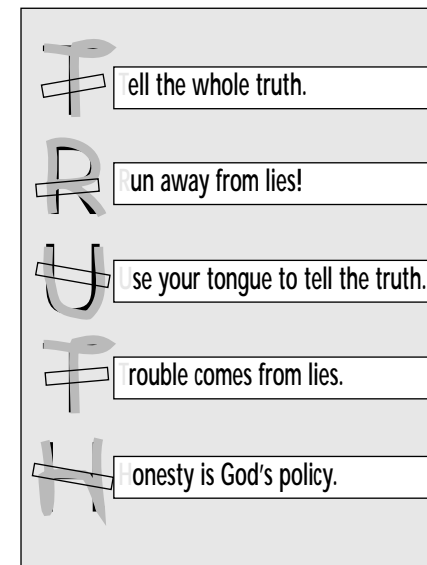 T Tell the whole truth.
R Run away from lies!
U Use your tongue to tell the truth.
T Trouble comes from lies.
H Honesty is God's policy.